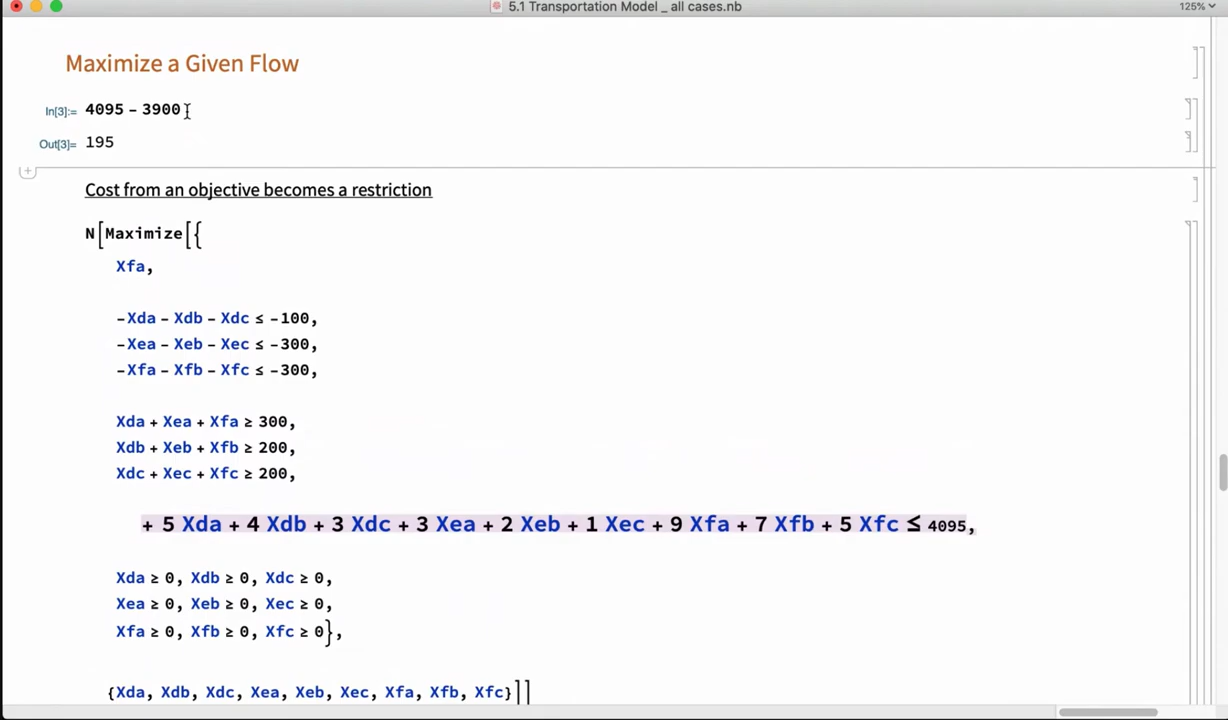 5.1 Transportation Model _ all cases.nb
125%
Maximize a Given Flow
In[3]:= 4095 - 3900
Out[3]= 195
Cost from an objective becomes a restriction
N[Maximize[{
Xfa,
-Xda - Xdb - Xdc ≤ -100,
-Xea - Xeb - Xec ≤ -300,
-Xfa - Xfb - Xfc ≤ -300,
Xda + Xea + Xfa ≥ 300,
Xdb + Xeb + Xfb ≥ 200,
Xdc + Xec + Xfc ≥ 200,
+ 5 Xda + 4 Xdb + 3 Xdc + 3 Xea + 2 Xeb + 1 Xec + 9 Xfa + 7 Xfb + 5 Xfc ≤ 4095,
Xda ≥ 0, Xdb ≥ 0, Xdc ≥ 0,
Xea ≥ 0, Xeb ≥ 0, Xec ≥ 0,
Xfa ≥ 0, Xfb ≥ 0, Xfc ≥ 0},
{Xda, Xdb, Xdc, Xea, Xeb, Xec, Xfa, Xfb, Xfc}]]